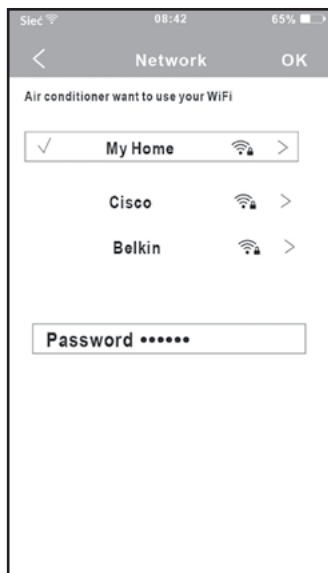 Sieć 08:42 65%
Network OK
Air conditioner want to use your WiFi
My Home
Cisco
Belkin
Password ••••••